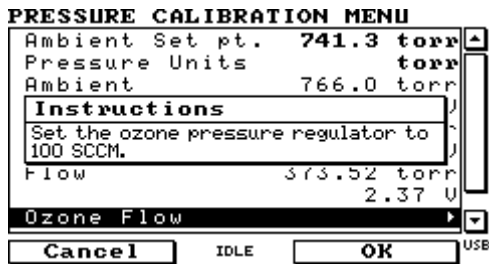 PRESSURE CALIBRATION MENU
Ambient Set pt. 741.3 torr
Pressure Units torr
Ambient 766.0 torr
Instructions
Set the ozone pressure regulator to
100 SCCM.
Flow 373.52 torr
2.37 V
Ozone Flow
Cancel IDLE OK USB